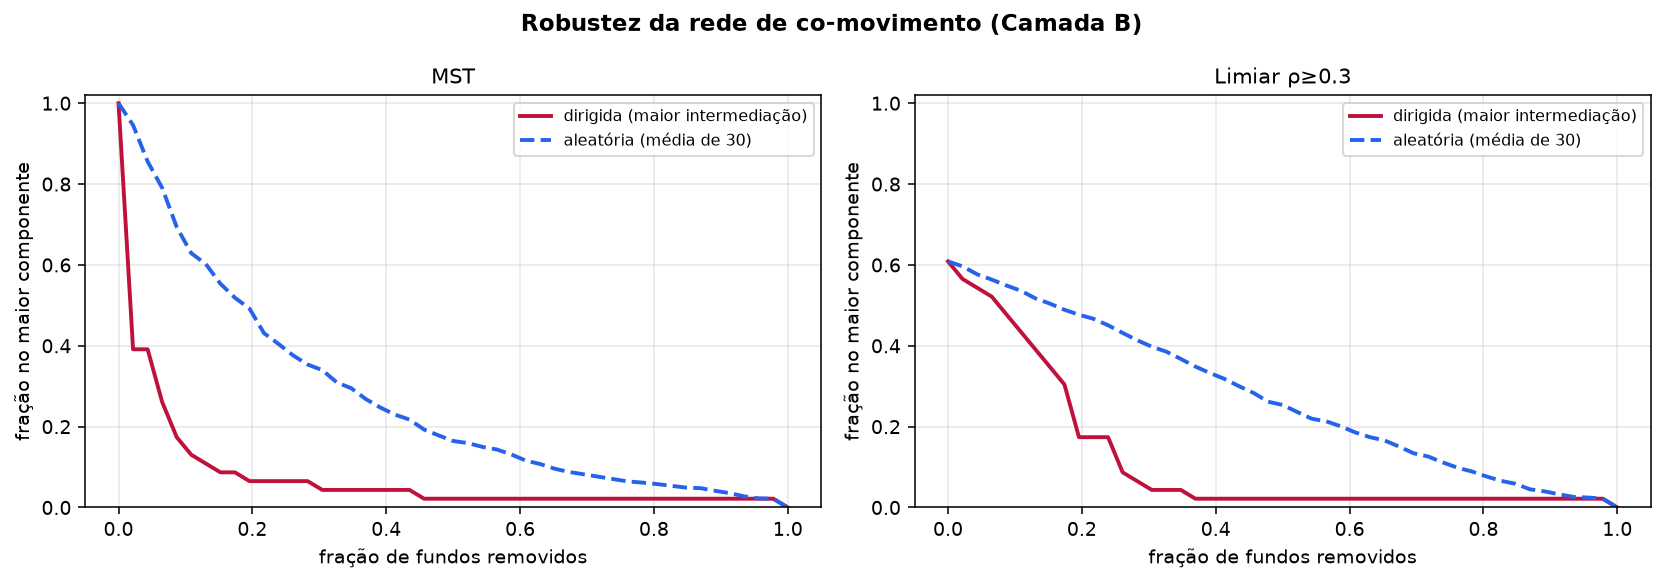 Robustez da rede de co-movimento (Camada B)
MST
fração no maior componente
1.0
0.8
0.6
0.4
0.2
0.0
dirigida (maior intermediação)
aleatória (média de 30)
0.0 0.2 0.4 0.6 0.8 1.0
fração de fundos removidos
Limiar ρ≥0.3
fração no maior componente
1.0
0.8
0.6
0.4
0.2
0.0
dirigida (maior intermediação)
aleatória (média de 30)
0.0 0.2 0.4 0.6 0.8 1.0
fração de fundos removidos